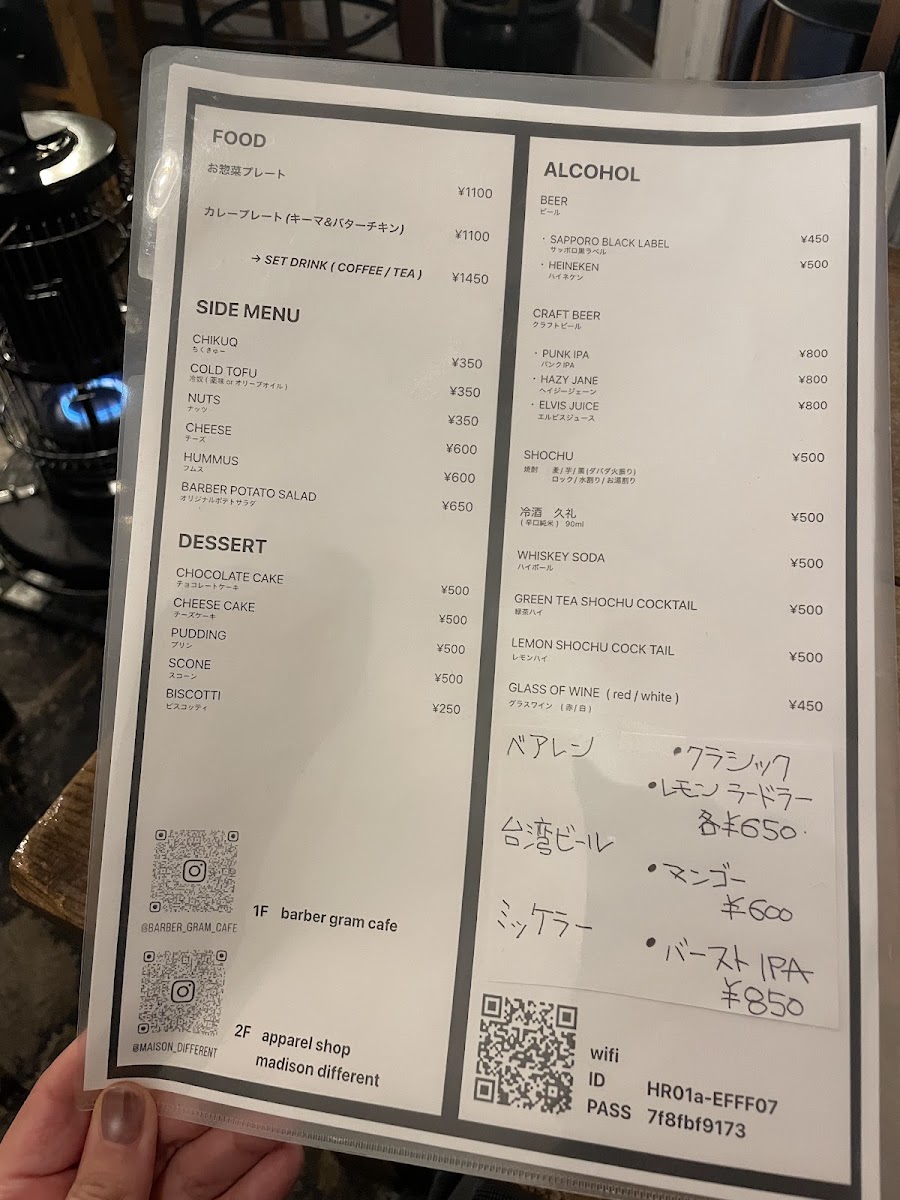 FOOD
お惣菜プレート
¥1100
カレープレート (キーマ&バターチキン)
¥1100
→ SET DRINK ( COFFEE / TEA )
¥1450
SIDE MENU
CHIKUQ
ちくきゅー
¥350
COLD TOFU
冷奴 ( 薬味 or オリーブオイル )
¥350
NUTS
ナッツ
¥350
CHEESE
チーズ
¥600
HUMMUS
フムス
¥600
BARBER POTATO SALAD
オリジナルポテトサラダ
¥650
DESSERT
CHOCOLATE CAKE
チョコレートケーキ
¥500
CHEESE CAKE
チーズケーキ
¥500
PUDDING
プリン
¥500
SCONE
スコーン
¥500
BISCOTTI
ビスコッティ
¥250
@BARBER_GRAM_CAFE
1F barber gram cafe
@MAISON_DIFFERENT
2F apparel shop
madison different
ALCOHOL
BEER
ビール
・ SAPPORO BLACK LABEL ¥450
サッポロ黒ラベル
・ HEINEKEN ¥500
ハイネケン
CRAFT BEER
クラフトビール
・ PUNK IPA ¥800
パンク IPA
・ HAZY JANE ¥800
ヘイジージェーン
・ ELVIS JUICE ¥800
エルビスジュース
SHOCHU ¥500
焼酎 麦 / 芋 / 栗 (ダバダ火振り)
ロック / 水割り / お湯割り
冷酒 久礼 ¥500
( 辛口純米 ) 90ml
WHISKEY SODA ¥500
ハイボール
GREEN TEA SHOCHU COCKTAIL ¥500
緑茶ハイ
LEMON SHOCHU COCK TAIL ¥500
レモンハイ
GLASS OF WINE ( red / white ) ¥450
グラスワイン ( 赤 / 白 )
ベアレン ・クラシック
・レモン ラードラー
各¥650.
台湾ビール ・マンゴー
¥600
ミッケラー ・バースト IPA
¥850
wifi
ID HR01a-EFFF07
PASS 7f8fbf9173